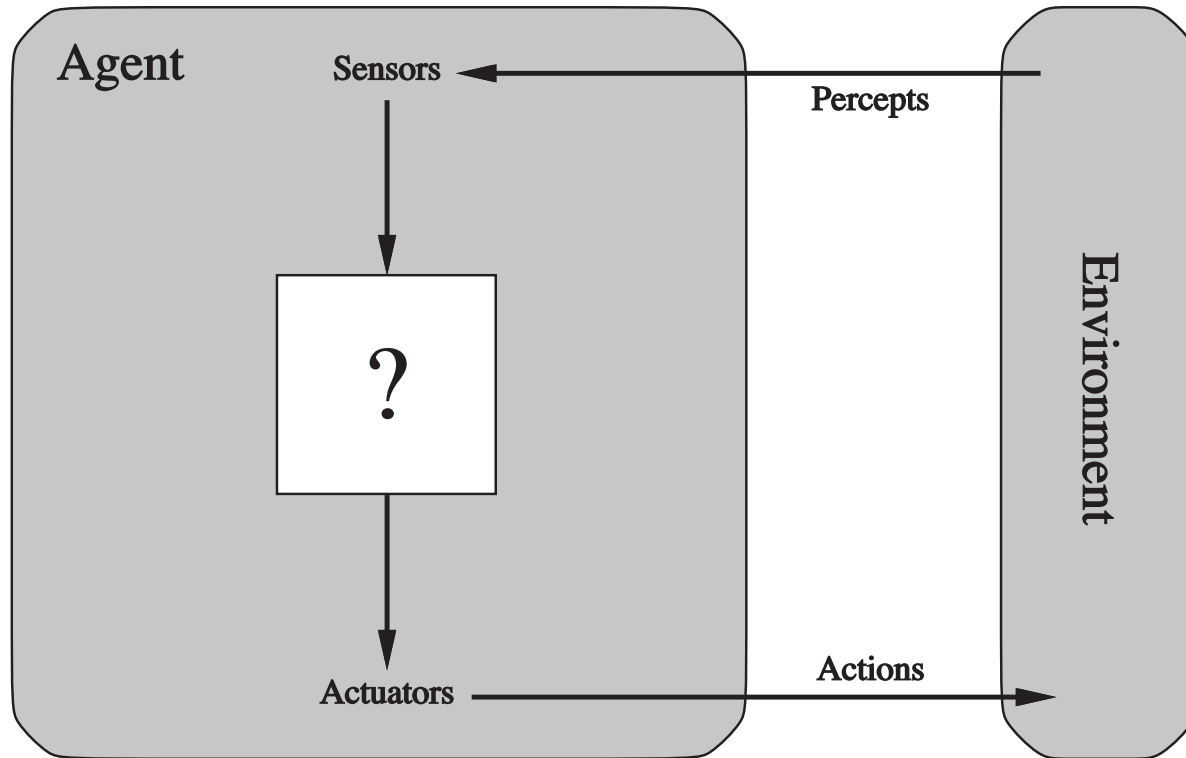 Agent
Sensors
Percepts
?
Environment
Actions
Actuators